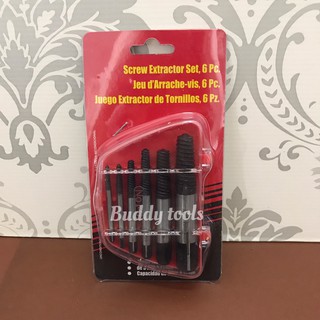 Screw Extractor Set, 6 Pc.
Jeu d'Arrache-vis, 6 Pc.
Juego Extractor de Tornillos, 6 Pz.
Buddy tools